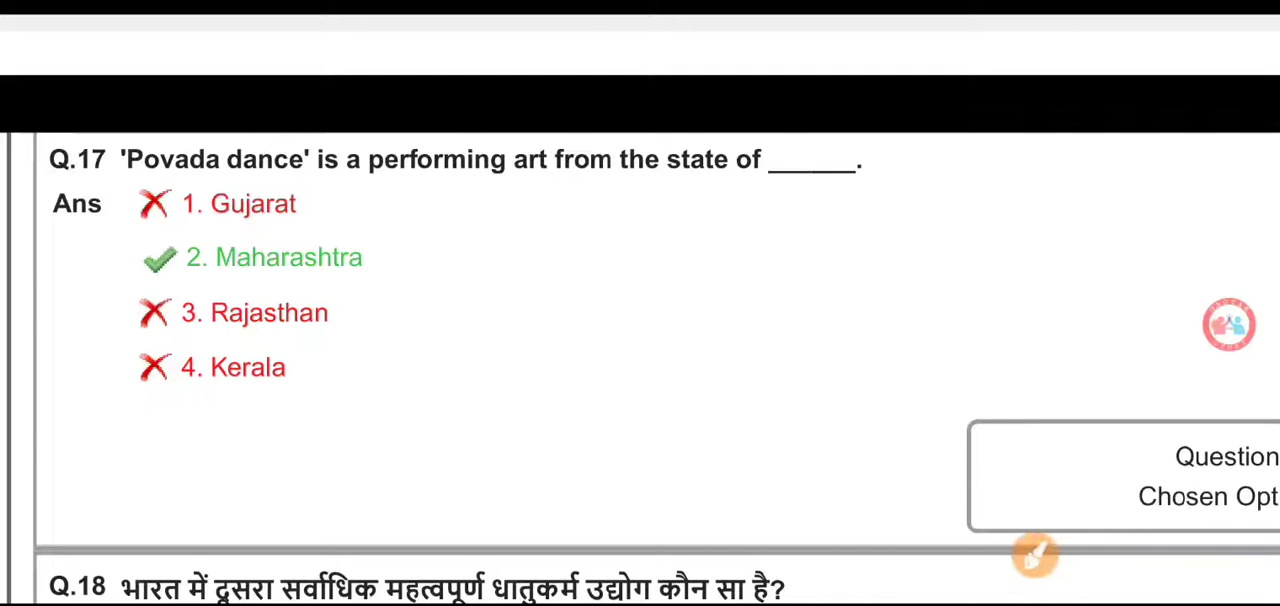 Q.17 'Povada dance' is a performing art from the state of ______.
Ans 1. Gujarat
2. Maharashtra
3. Rajasthan
4. Kerala
Question
Chosen Opt
Q.18 भारत में दूसरा सर्वाधिक महत्वपूर्ण धातुकर्म उद्योग कौन सा है?